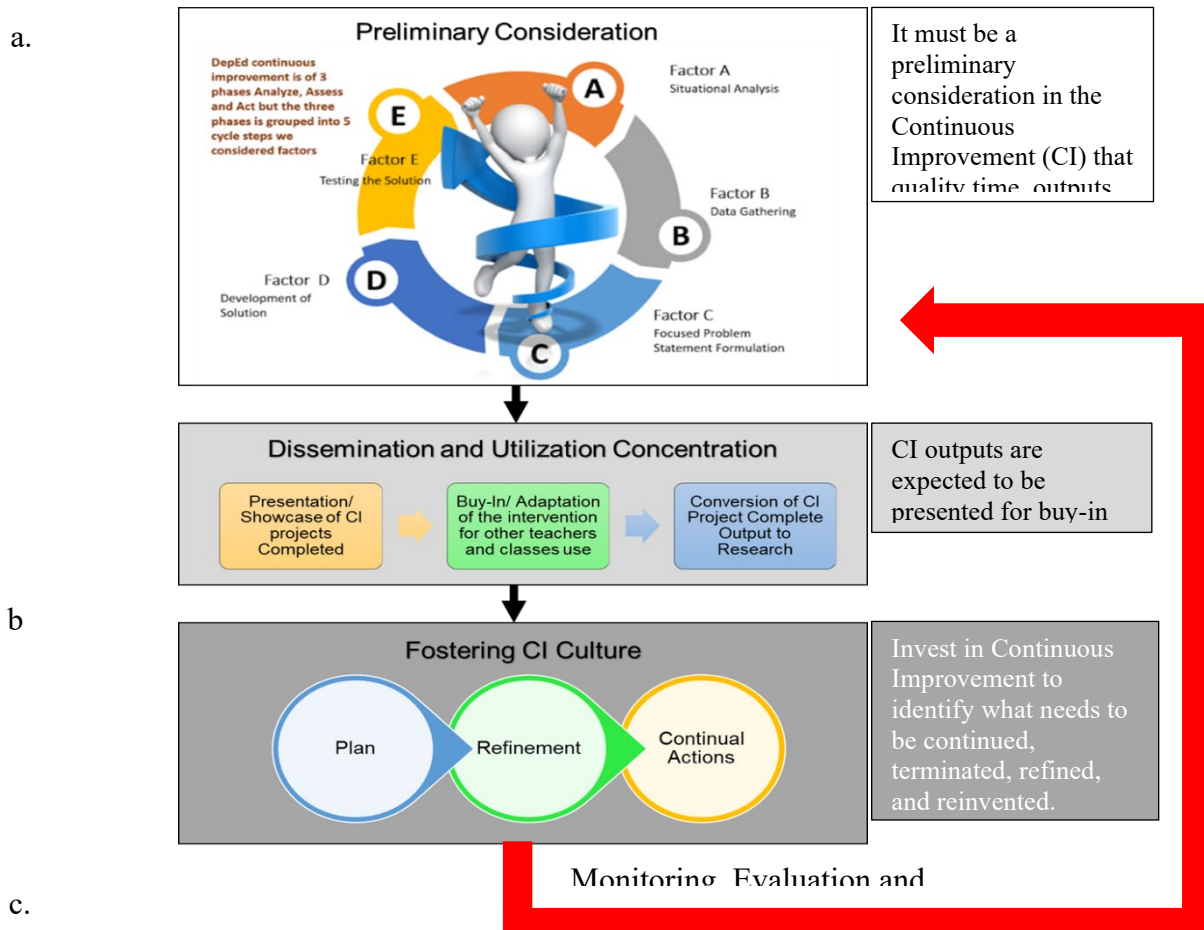 a.
Preliminary Consideration
DepEd continuous
improvement is of 3
phases Analyze, Assess
and Act but the three
phases is grouped into 5
cycle steps we
considered factors
A
Factor A
Situational Analysis
B
Factor B
Data Gathering
C
Factor C
Focused Problem
Statement Formulation
D
Factor D
Development of
Solution
E
Factor E
Testing the Solution
It must be a
preliminary
consideration in the
Continuous
Improvement (CI) that
quality time, outputs
Dissemination and Utilization Concentration
Presentation/
Showcase of CI
projects
Completed
Buy-In/ Adaptation
of the intervention
for other teachers
and classes use
Conversion of CI
Project Complete
Output to
Research
CI outputs are
expected to be
presented for buy-in
b
Fostering CI Culture
Plan
Refinement
Continual
Actions
Invest in Continuous
Improvement to
identify what needs to
be continued,
terminated, refined,
and reinvented.
Monitoring, Evaluation and
c.